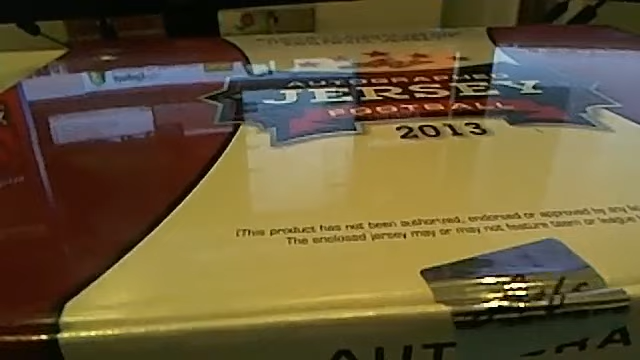 AUTOGRAPHED
JERSEY
FOOTBALL
2013
(This product has not been authorized, endorsed or approved by any
The enclosed jersey may or may not feature team or league
AUT